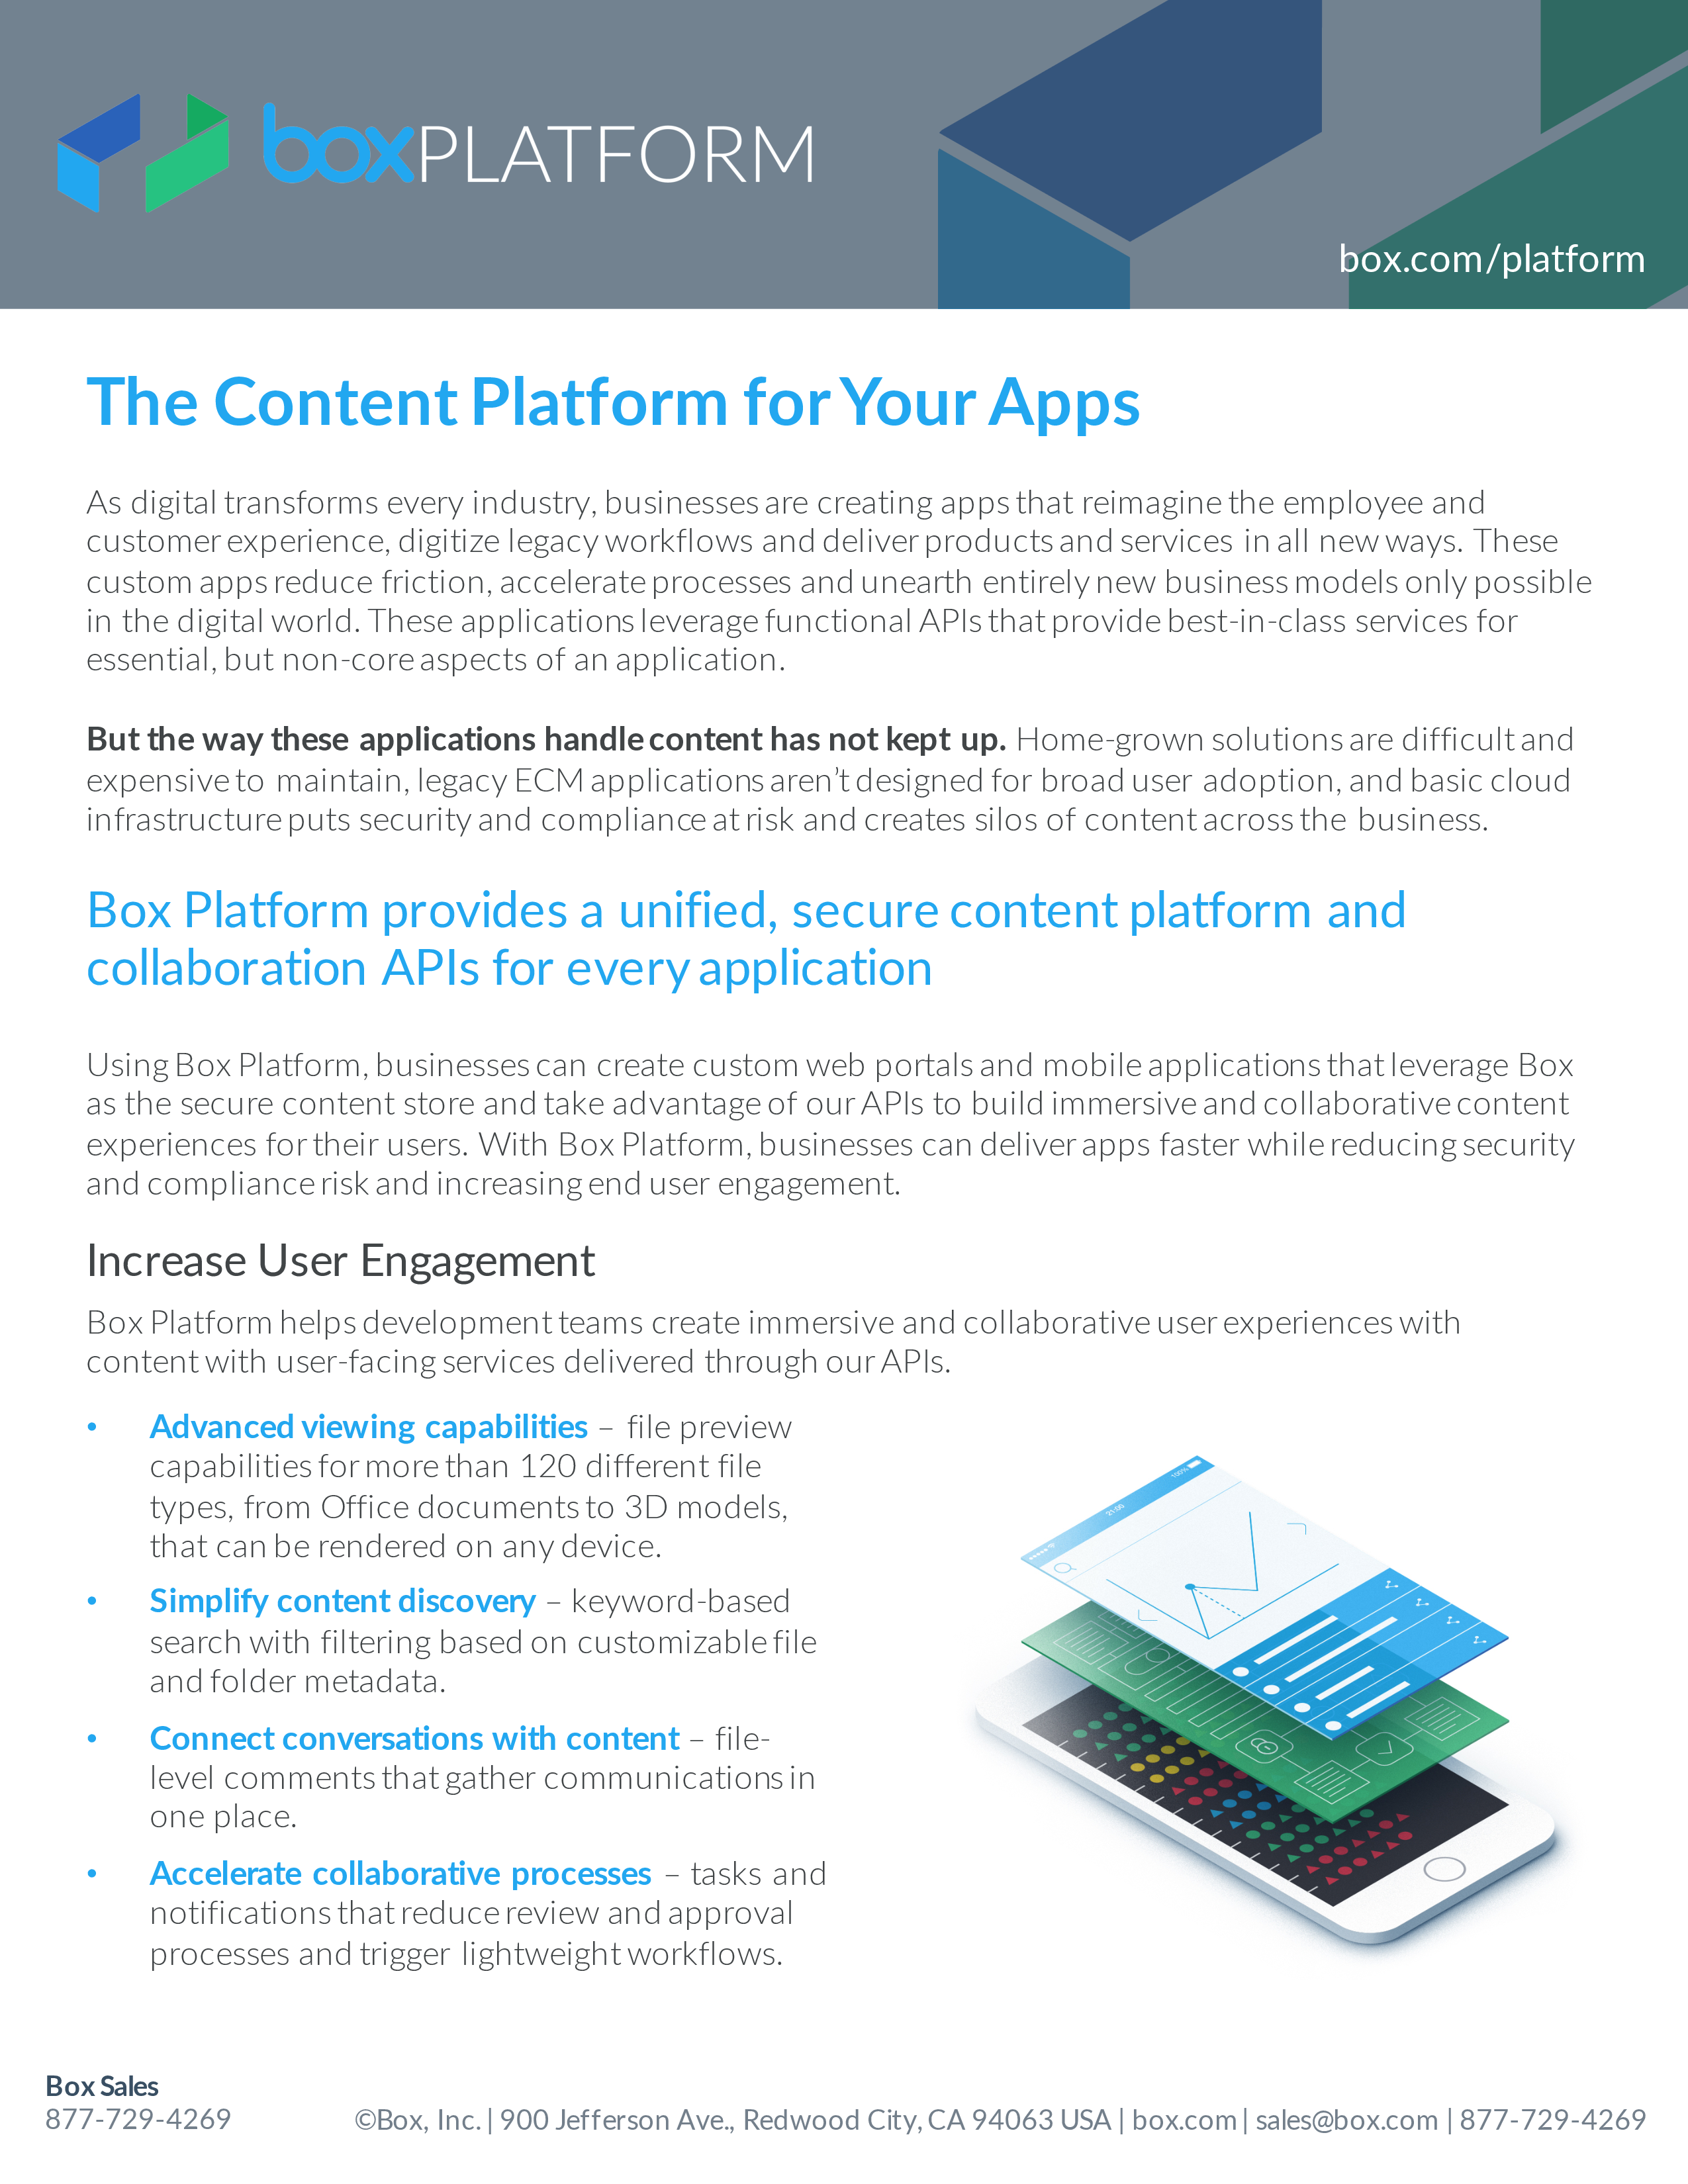 boxPLATFORM
box.com/platform
The Content Platform for Your Apps
As digital transforms every industry, businesses are creating apps that reimagine the employee and
customer experience, digitize legacy workflows and deliver products and services in all new ways. These
custom apps reduce friction, accelerate processes and unearth entirely new business models only possible
in the digital world. These applications leverage functional APIs that provide best-in-class services for
essential, but non-core aspects of an application.
But the way these applications handle content has not kept up. Home-grown solutions are difficult and
expensive to maintain, legacy ECM applications aren’t designed for broad user adoption, and basic cloud
infrastructure puts security and compliance at risk and creates silos of content across the business.
Box Platform provides a unified, secure content platform and
collaboration APIs for every application
Using Box Platform, businesses can create custom web portals and mobile applications that leverage Box
as the secure content store and take advantage of our APIs to build immersive and collaborative content
experiences for their users. With Box Platform, businesses can deliver apps faster while reducing security
and compliance risk and increasing end user engagement.
Increase User Engagement
Box Platform helps development teams create immersive and collaborative user experiences with
content with user-facing services delivered through our APIs.
• Advanced viewing capabilities – file preview
capabilities for more than 120 different file
types, from Office documents to 3D models,
that can be rendered on any device.
• Simplify content discovery – keyword-based
search with filtering based on customizable file
and folder metadata.
• Connect conversations with content – file-
level comments that gather communications in
one place.
• Accelerate collaborative processes – tasks and
notifications that reduce review and approval
processes and trigger lightweight workflows.
21:00
100%
Box Sales
877-729-4269
©Box, Inc. | 900 Jefferson Ave., Redwood City, CA 94063 USA | box.com | sales@box.com | 877-729-4269